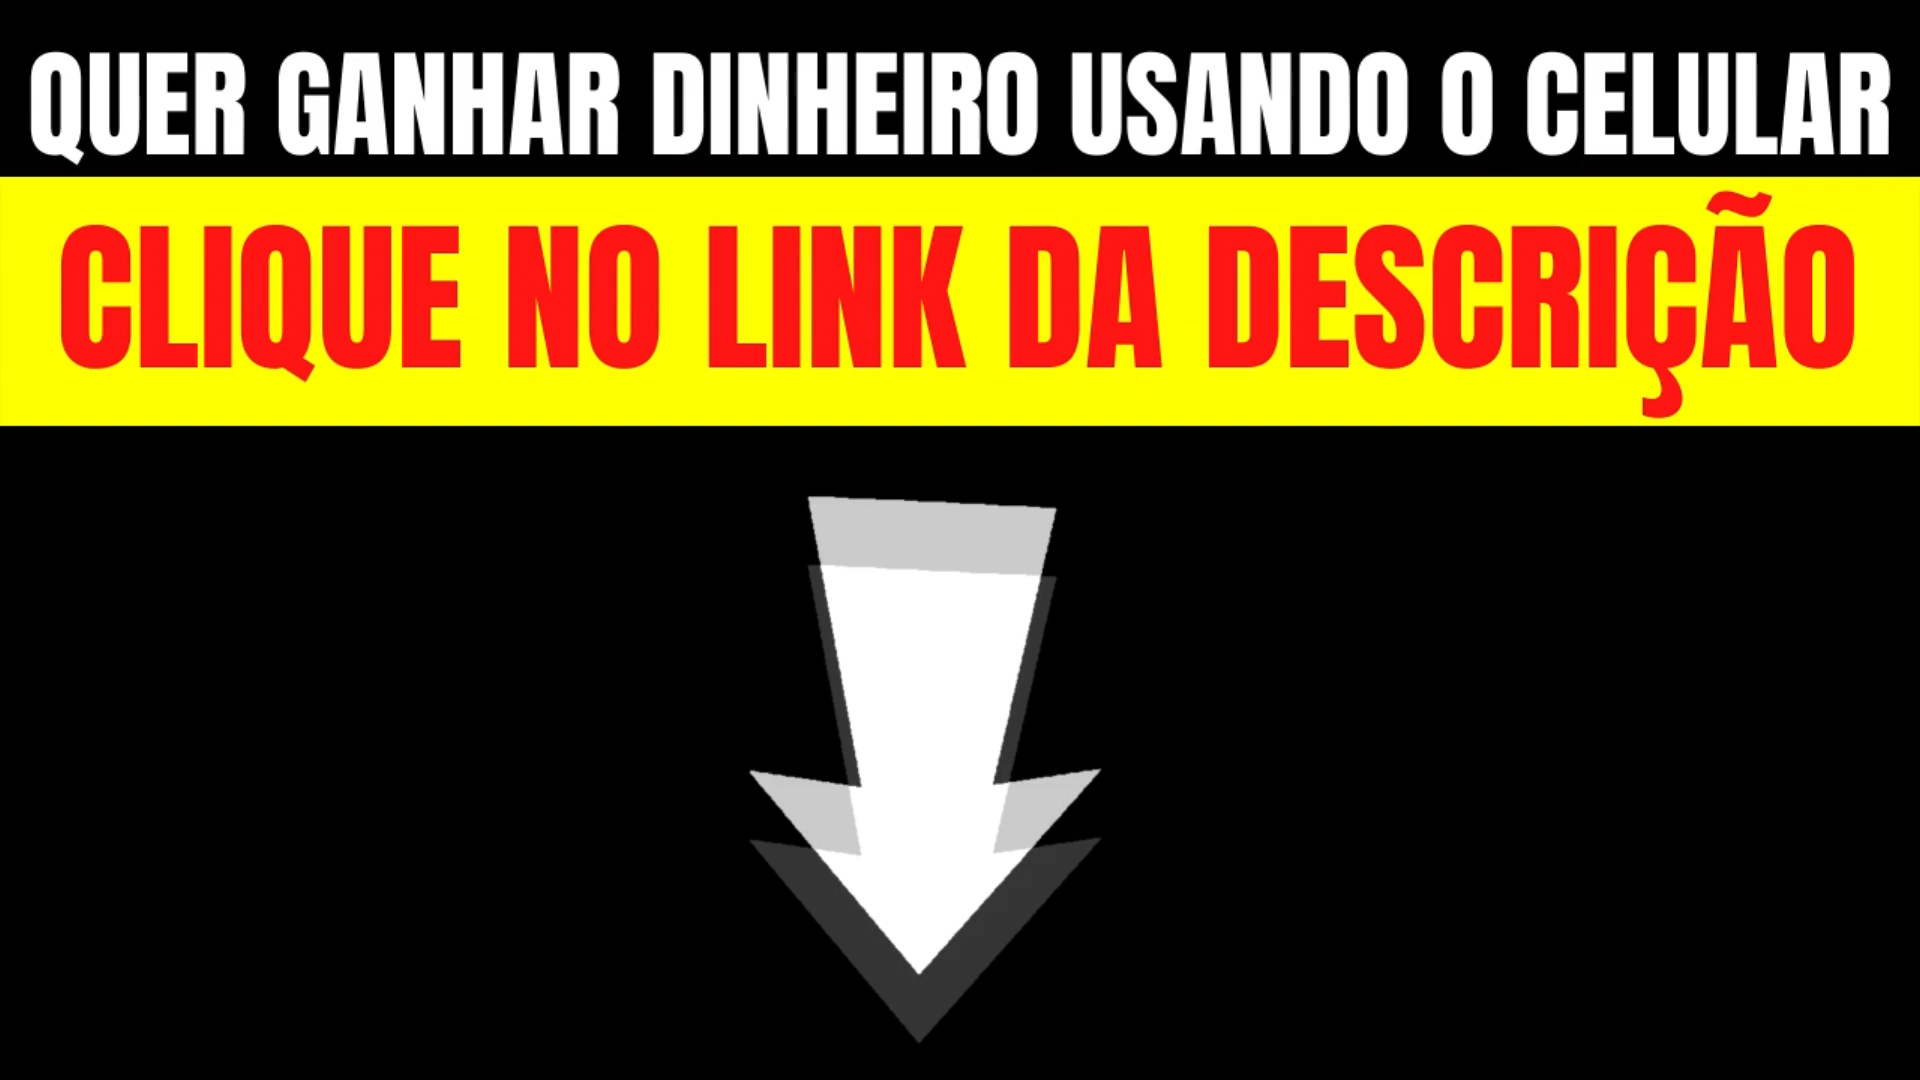 QUER GANHAR DINHEIRO USANDO O CELULAR
CLIQUE NO LINK DA DESCRIÇÃO